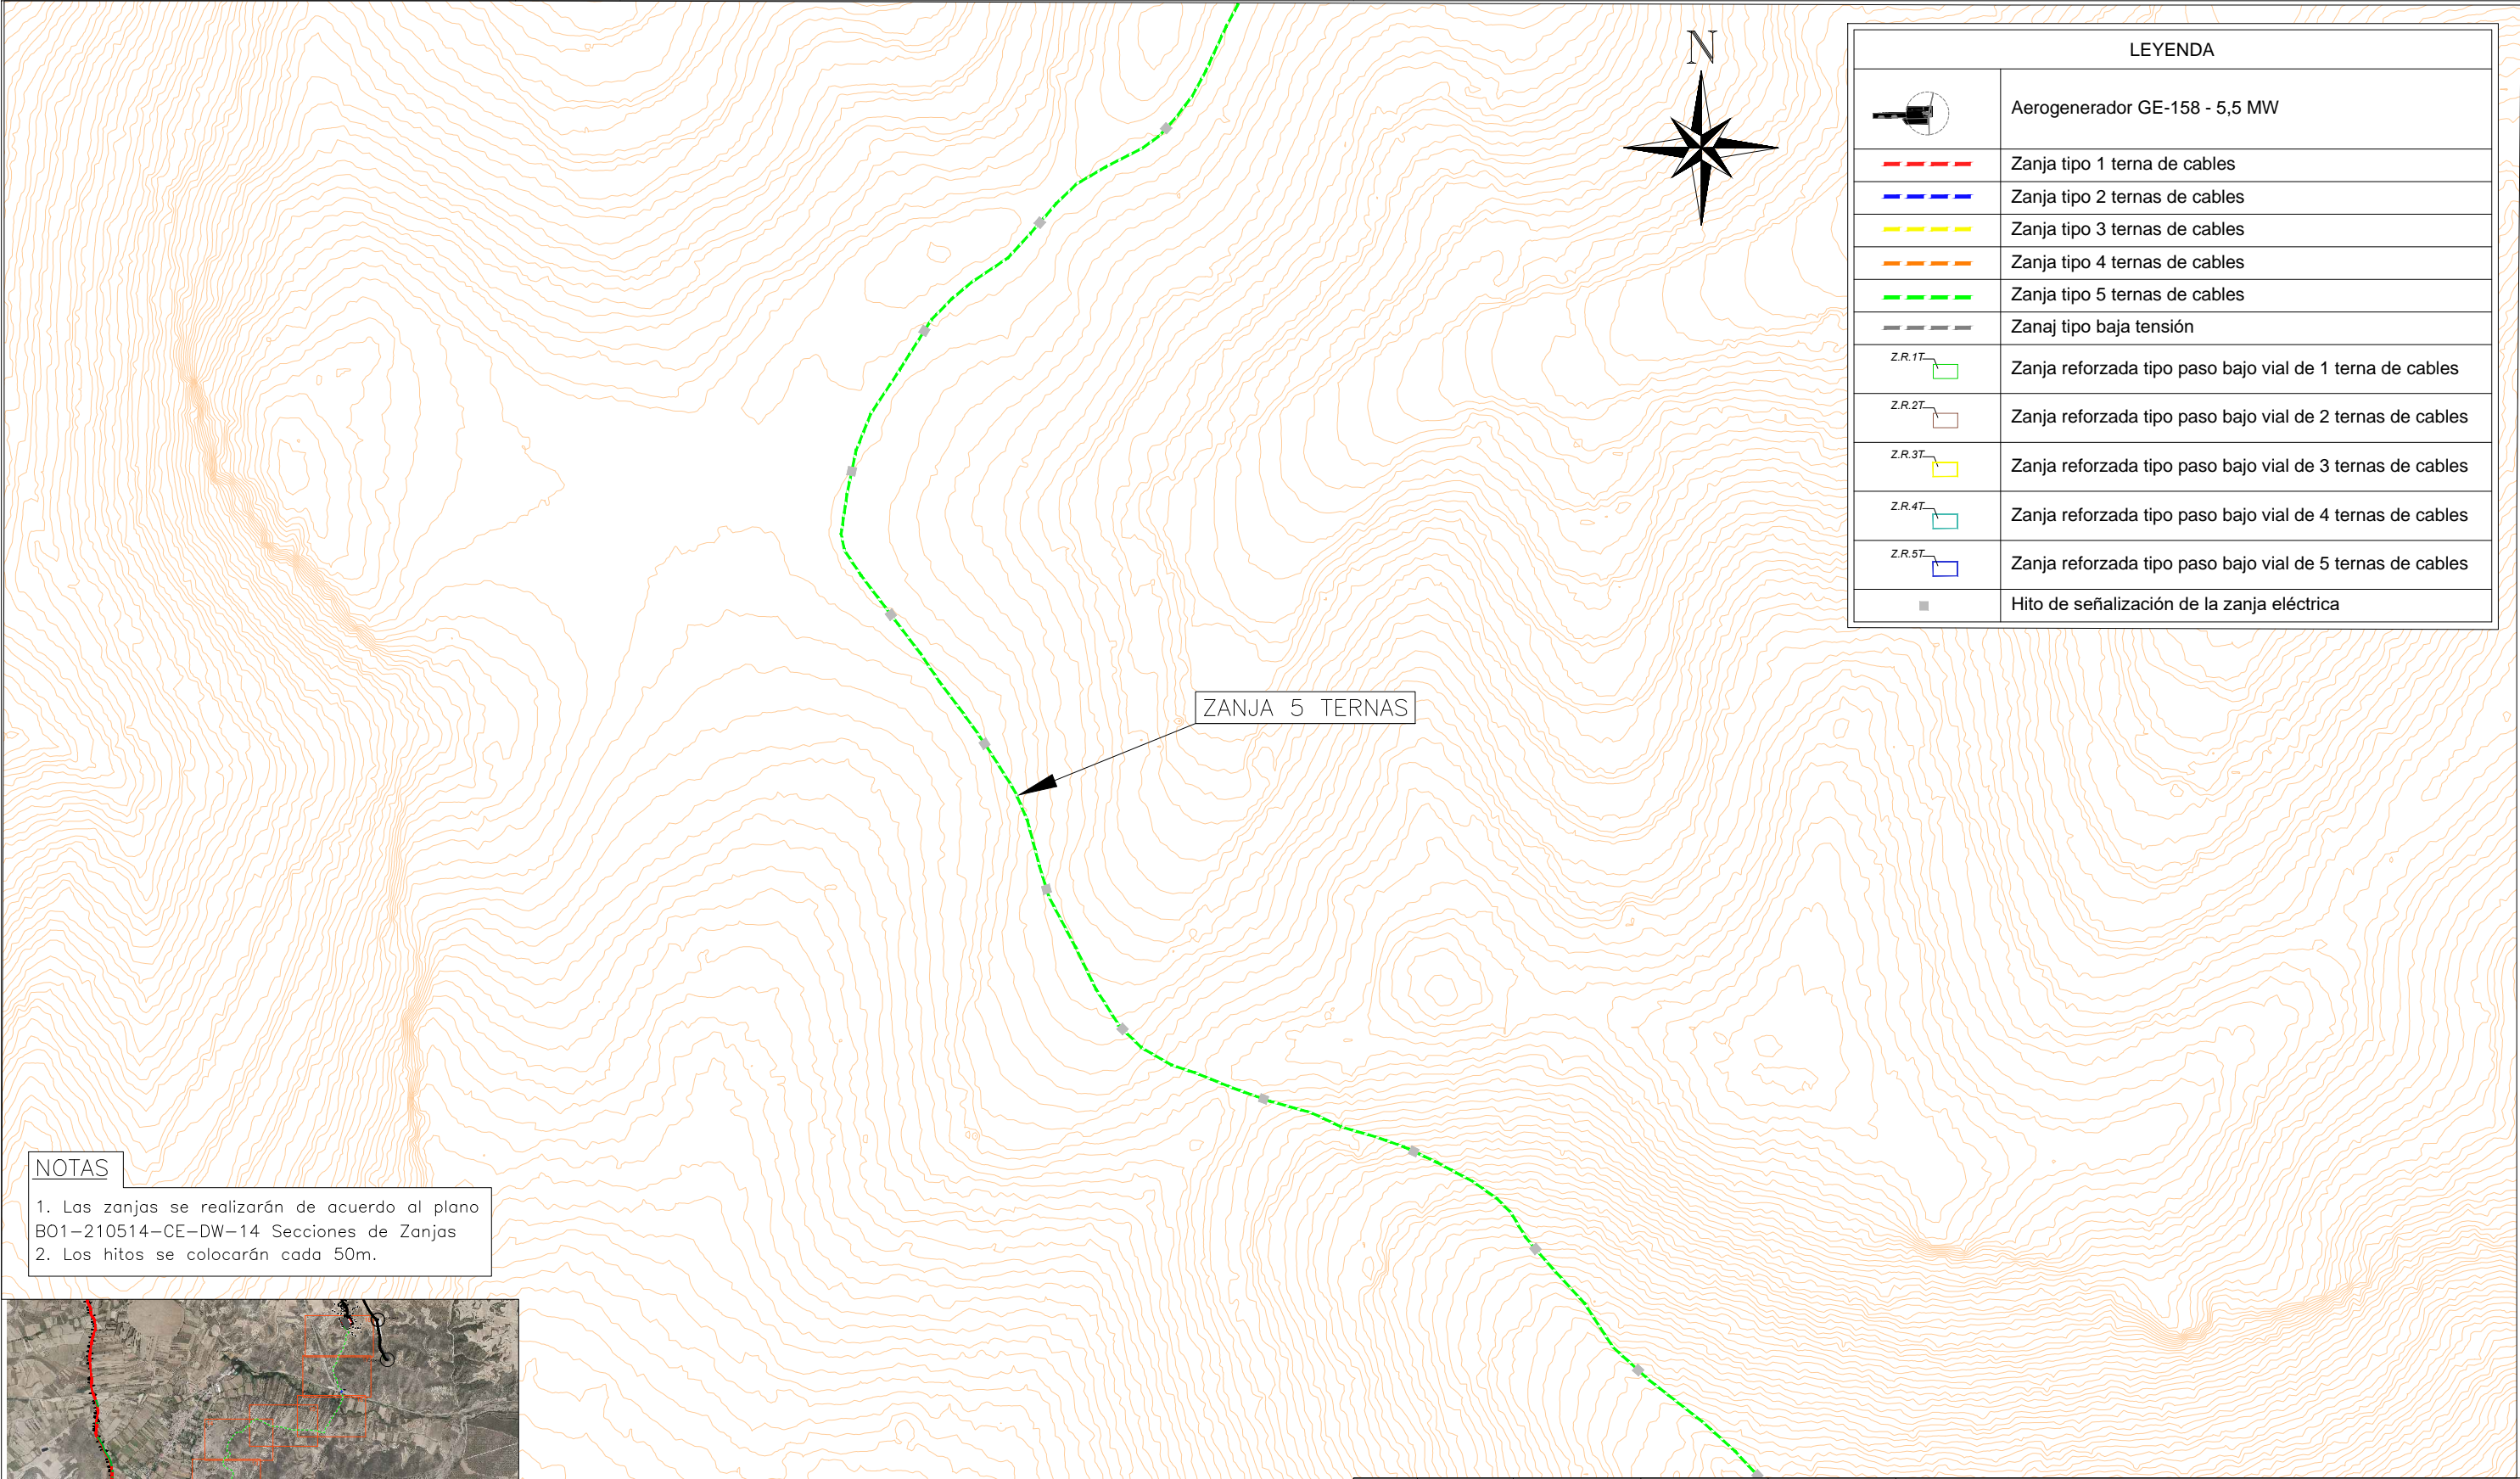 N
LEYENDA
Aerogenerador GE-158 - 5,5 MW
Zanja tipo 1 terna de cables
Zanja tipo 2 ternas de cables
Zanja tipo 3 ternas de cables
Zanja tipo 4 ternas de cables
Zanja tipo 5 ternas de cables
Zanaj tipo baja tensión
Z.R.1T
Zanja reforzada tipo paso bajo vial de 1 terna de cables
Z.R.2T
Zanja reforzada tipo paso bajo vial de 2 ternas de cables
Z.R.3T
Zanja reforzada tipo paso bajo vial de 3 ternas de cables
Z.R.4T
Zanja reforzada tipo paso bajo vial de 4 ternas de cables
Z.R.5T
Zanja reforzada tipo paso bajo vial de 5 ternas de cables
Hito de señalización de la zanja eléctrica
ZANJA 5 TERNAS
NOTAS
1. Las zanjas se realizarán de acuerdo al plano
BO1-210514-CE-DW-14 Secciones de Zanjas
2. Los hitos se colocarán cada 50m.